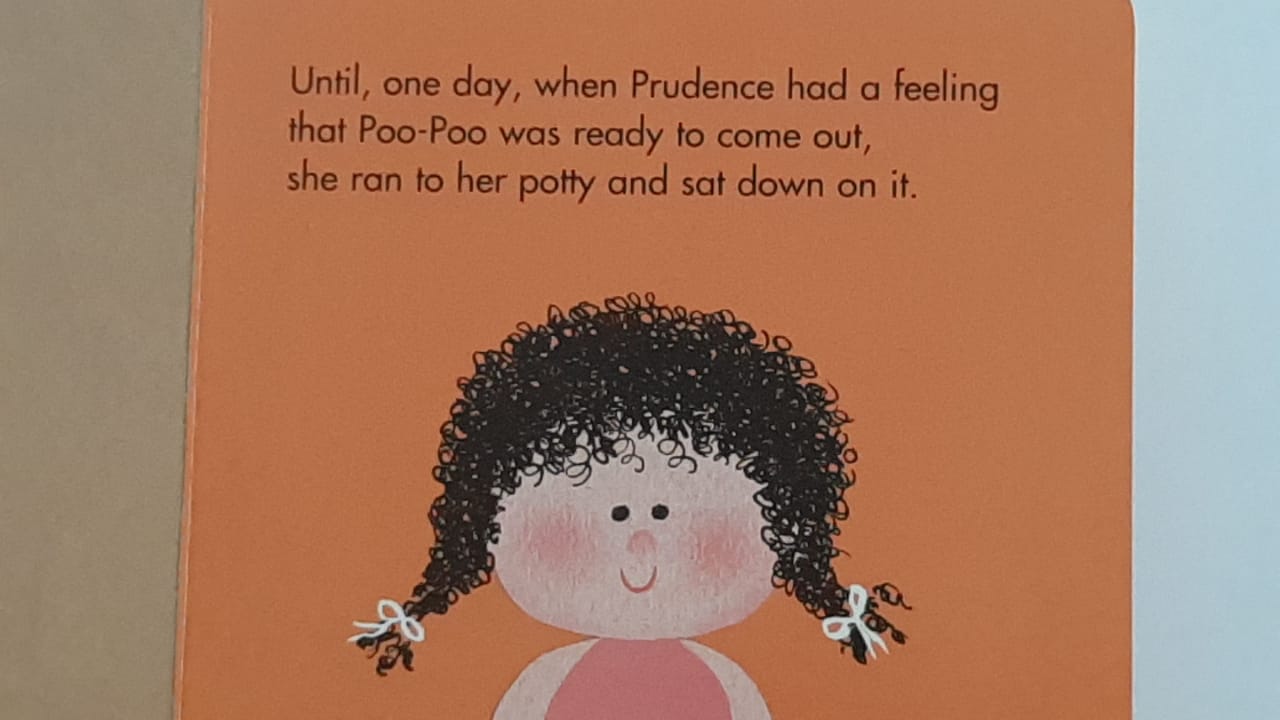 Until, one day, when Prudence had a feeling
that Poo-Poo was ready to come out,
she ran to her potty and sat down on it.